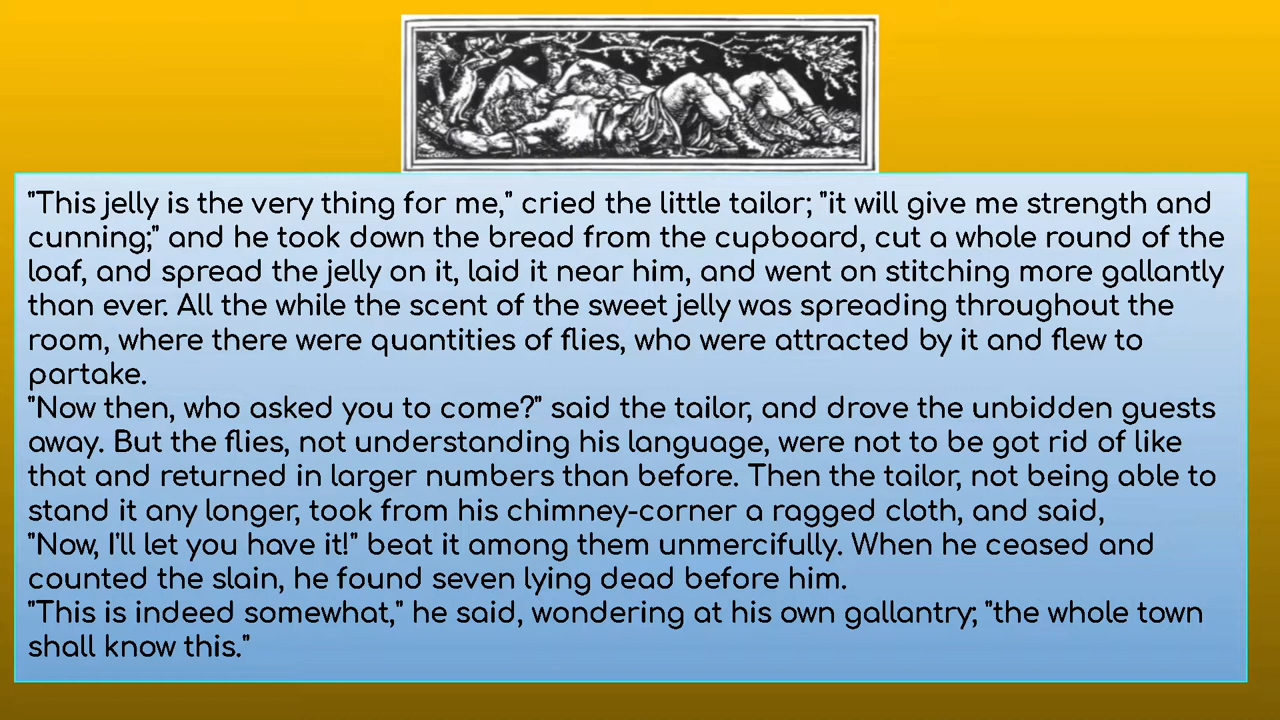 "This jelly is the very thing for me," cried the little tailor; "it will give me strength and
cunning;" and he took down the bread from the cupboard, cut a whole round of the
loaf, and spread the jelly on it, laid it near him, and went on stitching more gallantly
than ever. All the while the scent of the sweet jelly was spreading throughout the
room, where there were quantities of flies, who were attracted by it and flew to
partake.
"Now then, who asked you to come?" said the tailor, and drove the unbidden guests
away. But the flies, not understanding his language, were not to be got rid of like
that and returned in larger numbers than before. Then the tailor, not being able to
stand it any longer, took from his chimney-corner a ragged cloth, and said,
"Now, I'll let you have it!" beat it among them unmercifully. When he ceased and
counted the slain, he found seven lying dead before him.
"This is indeed somewhat," he said, wondering at his own gallantry; "the whole town
shall know this."